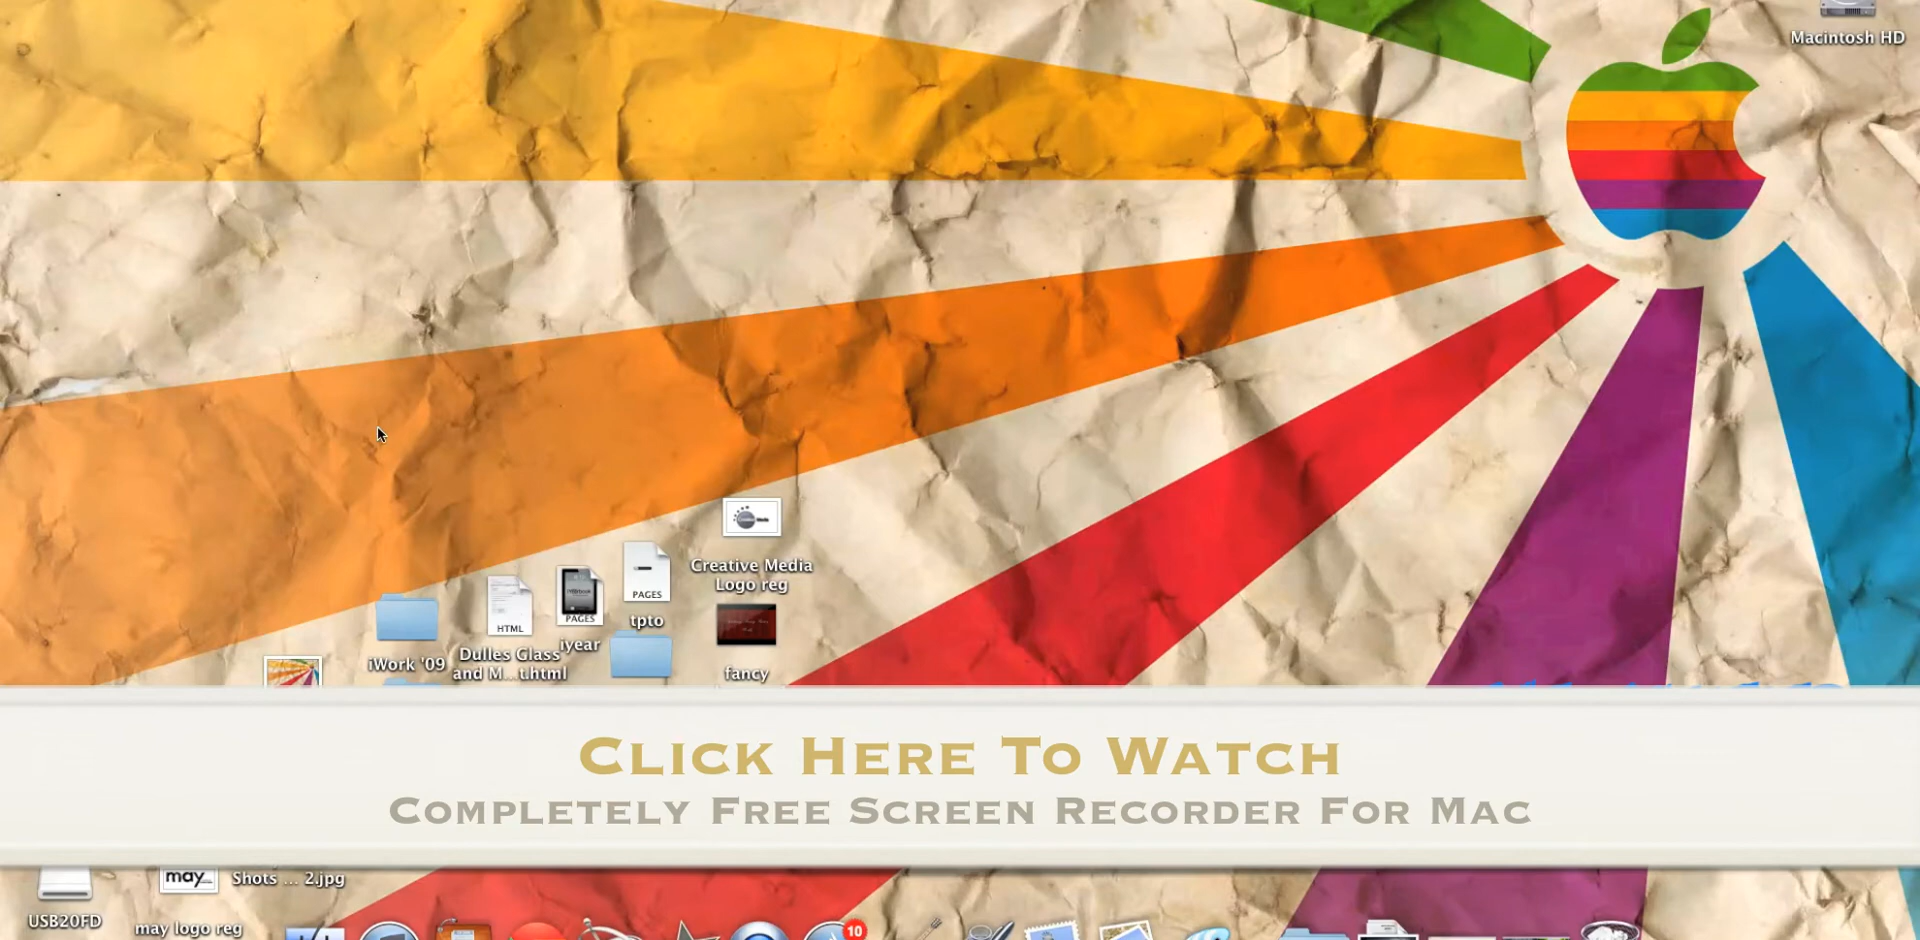 Macintosh HD
Creative Media
Logo reg
PAGES
tpto
HTML
PAGES
iyear
iWork '09
Dulles Glass
and M...t.html
fancy
Click Here To Watch
Completely Free Screen Recorder For Mac
may
Shots ... 2.jpg
USB20FD
may logo reg
10